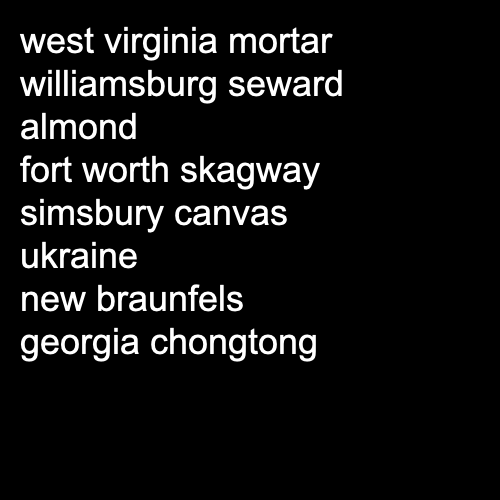 west virginia mortar
williamsburg seward
almond
fort worth skagway
simsbury canvas
ukraine
new braunfels
georgia chongtong